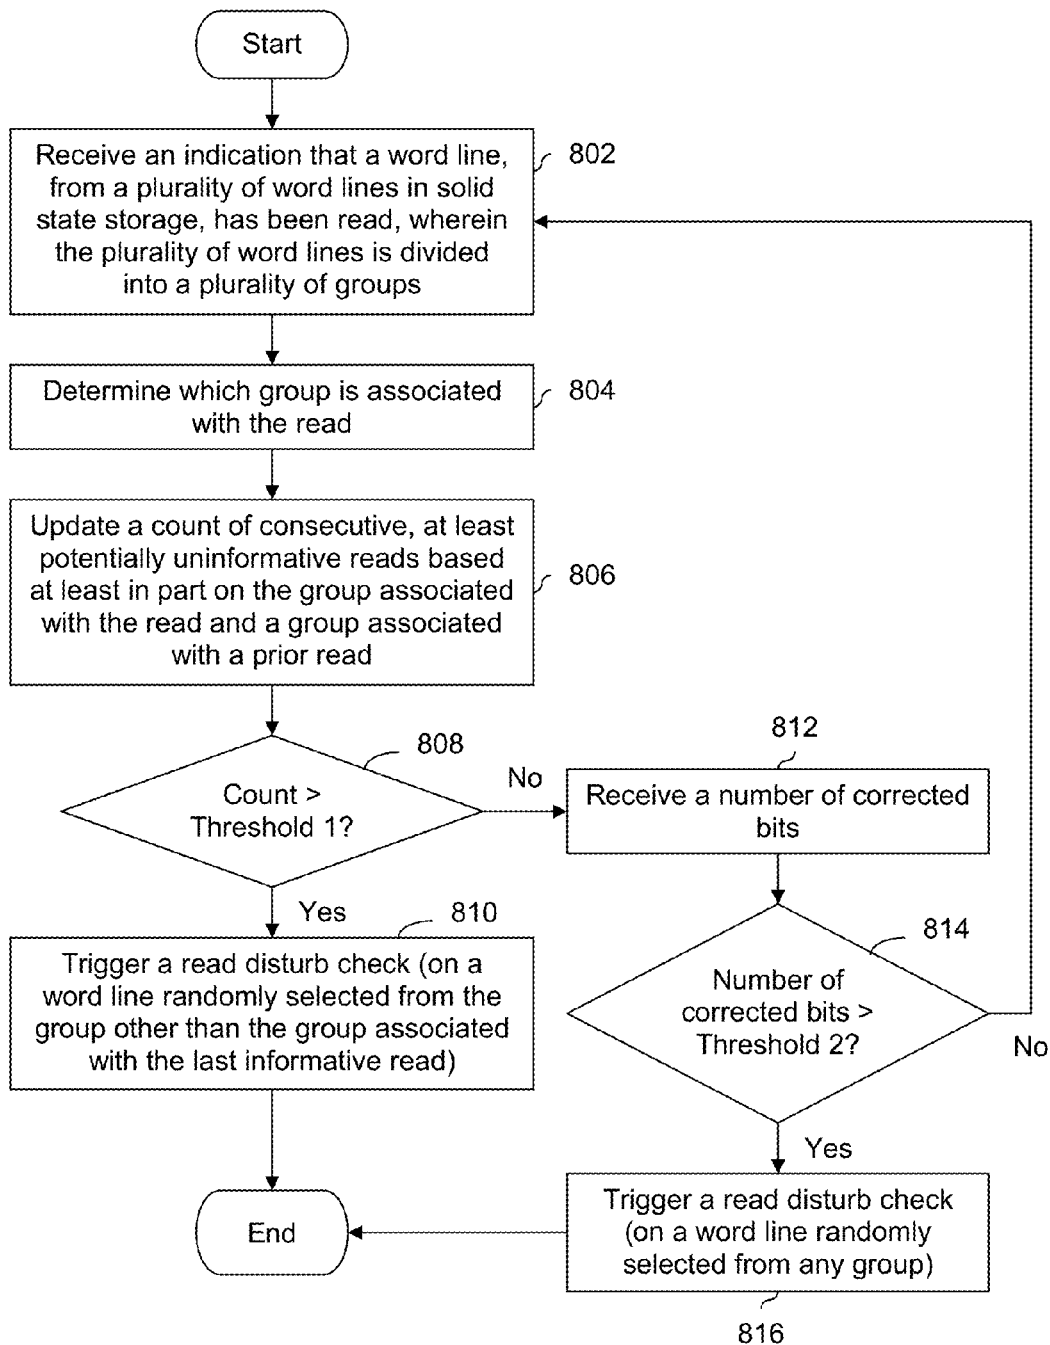 Start
Receive an indication that a word line,
from a plurality of word lines in solid
state storage, has been read, wherein
the plurality of word lines is divided
into a plurality of groups
802
Determine which group is associated
with the read
804
Update a count of consecutive, at least
potentially uninformative reads based
at least in part on the group associated
with the read and a group associated
with a prior read
806
Count >
Threshold 1?
808
No
812
Receive a number of corrected
bits
Yes
810
Trigger a read disturb check (on a
word line randomly selected from the
group other than the group associated
with the last informative read)
814
Number of
corrected bits >
Threshold 2?
No
Yes
Trigger a read disturb check
(on a word line randomly
selected from any group)
816
End